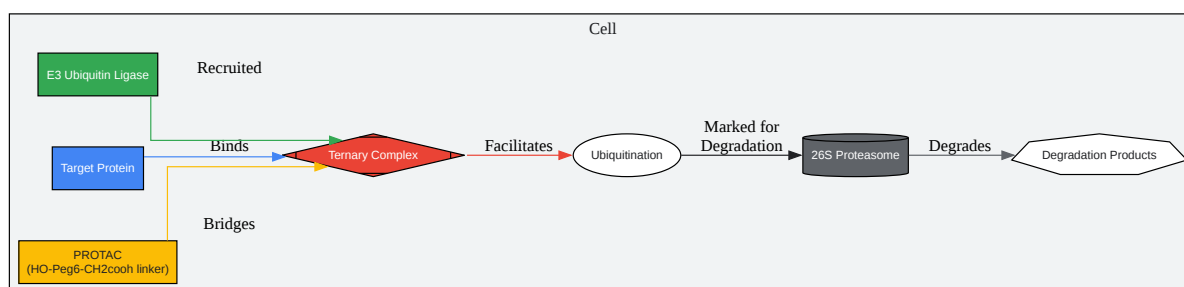 Cell
E3 Ubiquitin Ligase
Recruited
Target Protein
Binds
PROTAC
(HO-Peg6-CH2cooh linker)
Bridges
Ternary Complex
Facilitates
Ubiquitination
Marked for
Degradation
26S Proteasome
Degrades
Degradation Products